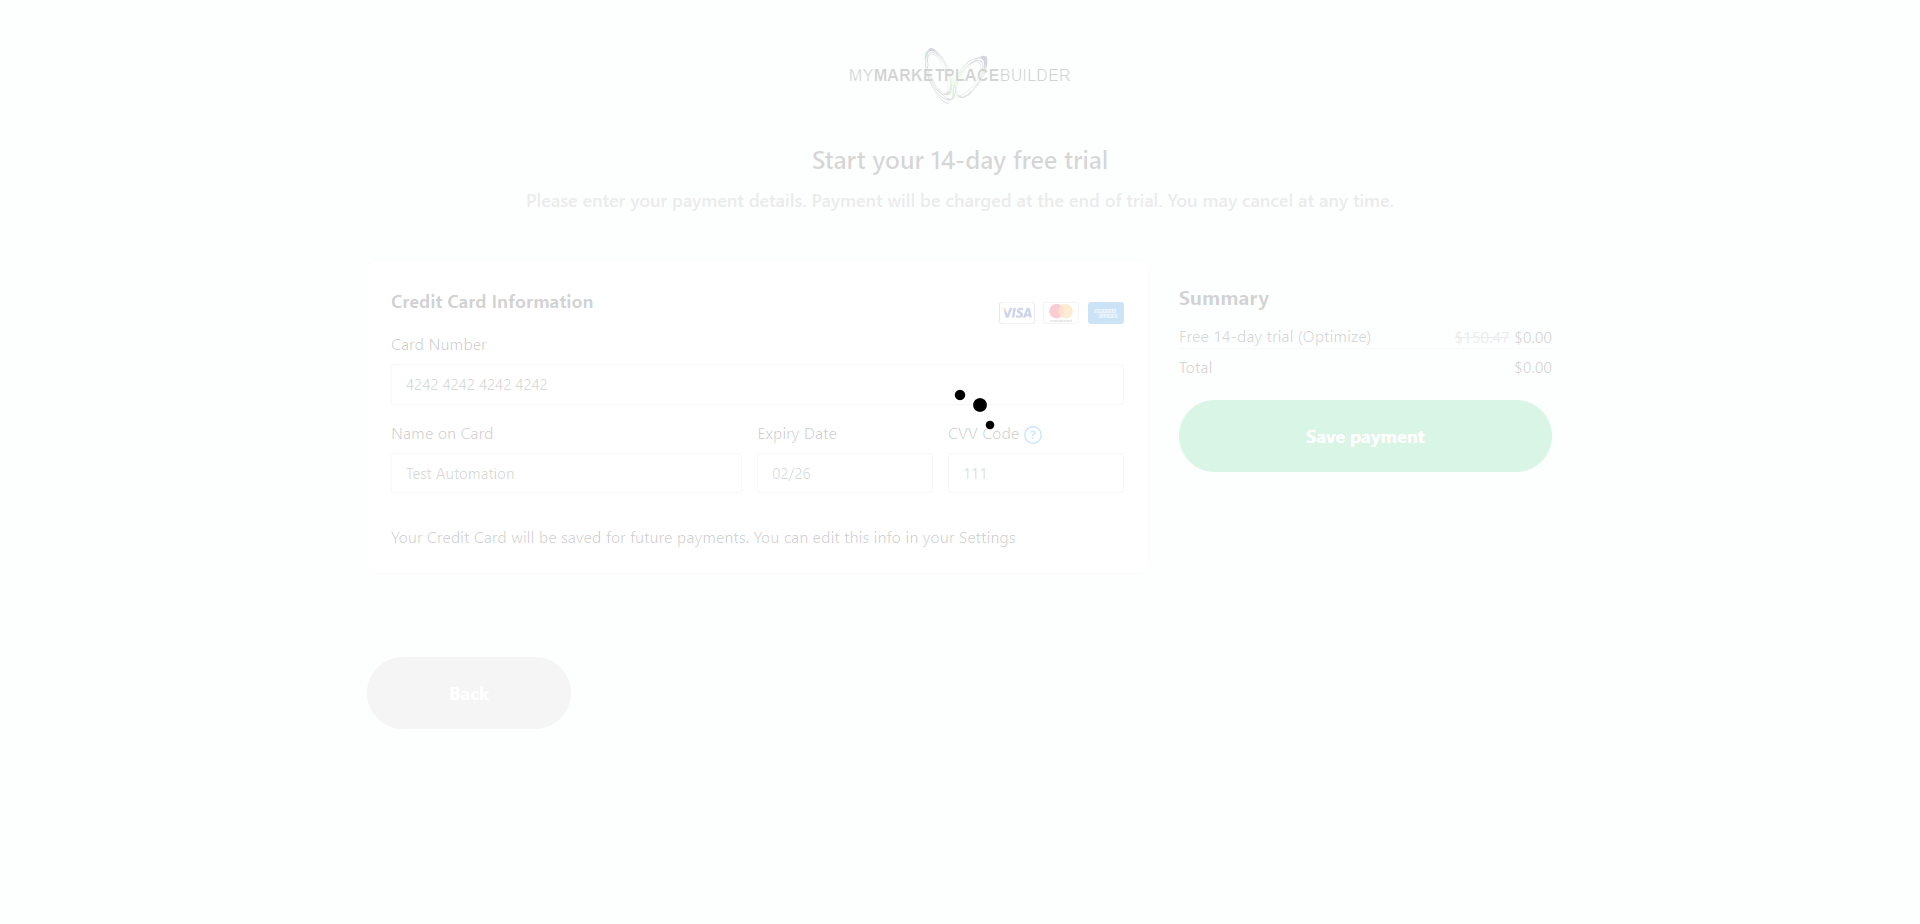 MYMARKETPLACEBUILDER
Start your 14-day free trial
Please enter your payment details. Payment will be charged at the end of trial. You may cancel at any time.
Credit Card Information
VISA
Card Number
4242 4242 4242 4242
Name on Card
Expiry Date
CVV Code ?
Test Automation
02/26
111
Your Credit Card will be saved for future payments. You can edit this info in your Settings
Summary
Free 14-day trial (Optimize) $150.47 $0.00
Total $0.00
Save payment
Back